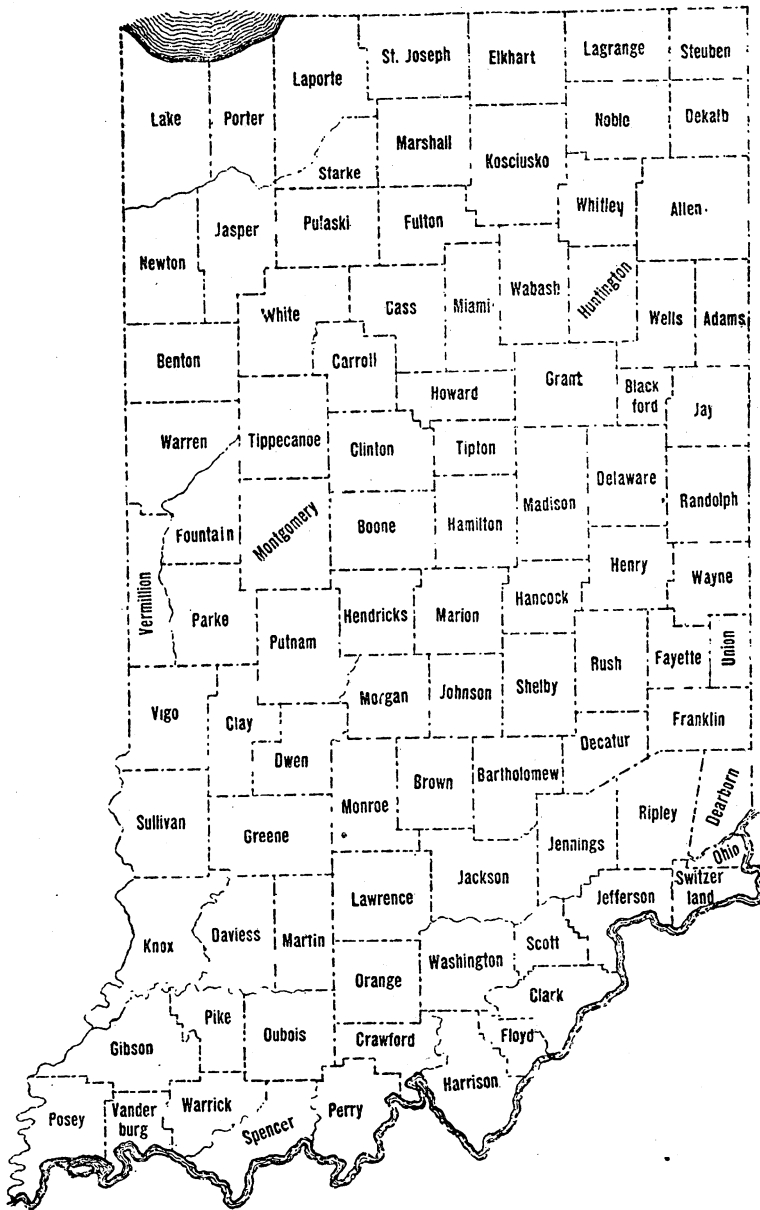 St. Joseph
Elkhart
Lagrange
Steuben
Laporte
Lake
Porter
Noble
Dekalb
Marshall
Kosciusko
Starke
Whitley
Allen
Jasper
Pulaski
Fulton
Newton
Huntington
Wabash
White
Cass
Miami
Wells
Adams
Benton
Carroll
Grant
Howard
Black
ford
Jay
Warren
Tippecanoe
Clinton
Tipton
Delaware
Randolph
Madison
Fountain
Montgomery
Boone
Hamilton
Henry
Wayne
Vermillion
Parke
Hendricks
Marion
Hancock
Putnam
Union
Rush
Fayette
Shelby
Morgan
Johnson
Vigo
Clay
Franklin
Decatur
Owen
Brown
Bartholomew
Dearborn
Monroe
Ripley
Sullivan
Greene
Jennings
Ohio
Jackson
Switzer
land
Jefferson
Lawrence
Knox
Daviess
Martin
Scott
Washington
Orange
Clark
Pike
Dubois
Crawford
Floyd
Gibson
Harrison
Posey
Vander
burg
Warrick
Spencer
Perry